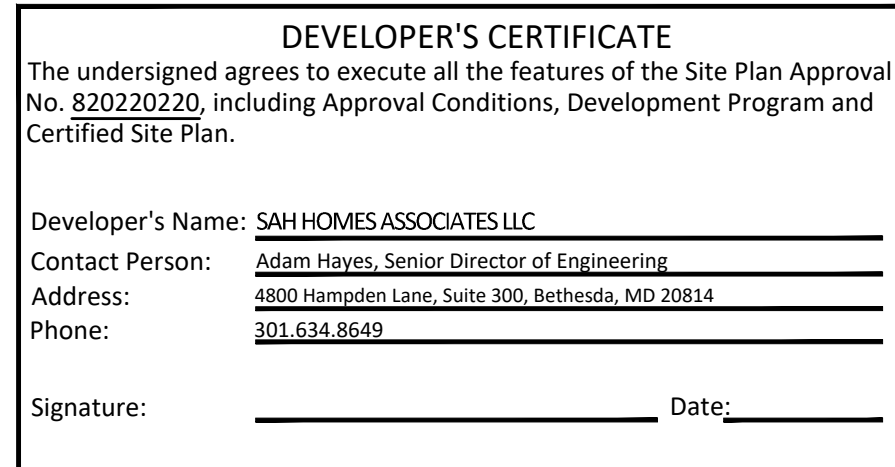 DEVELOPER'S CERTIFICATE
The undersigned agrees to execute all the features of the Site Plan Approval
No. 820220220, including Approval Conditions, Development Program and
Certified Site Plan.
Developer's Name: SAH HOMES ASSOCIATES LLC
Contact Person: Adam Hayes, Senior Director of Engineering
Address: 4800 Hampden Lane, Suite 300, Bethesda, MD 20814
Phone: 301.634.8649
Signature: Date: